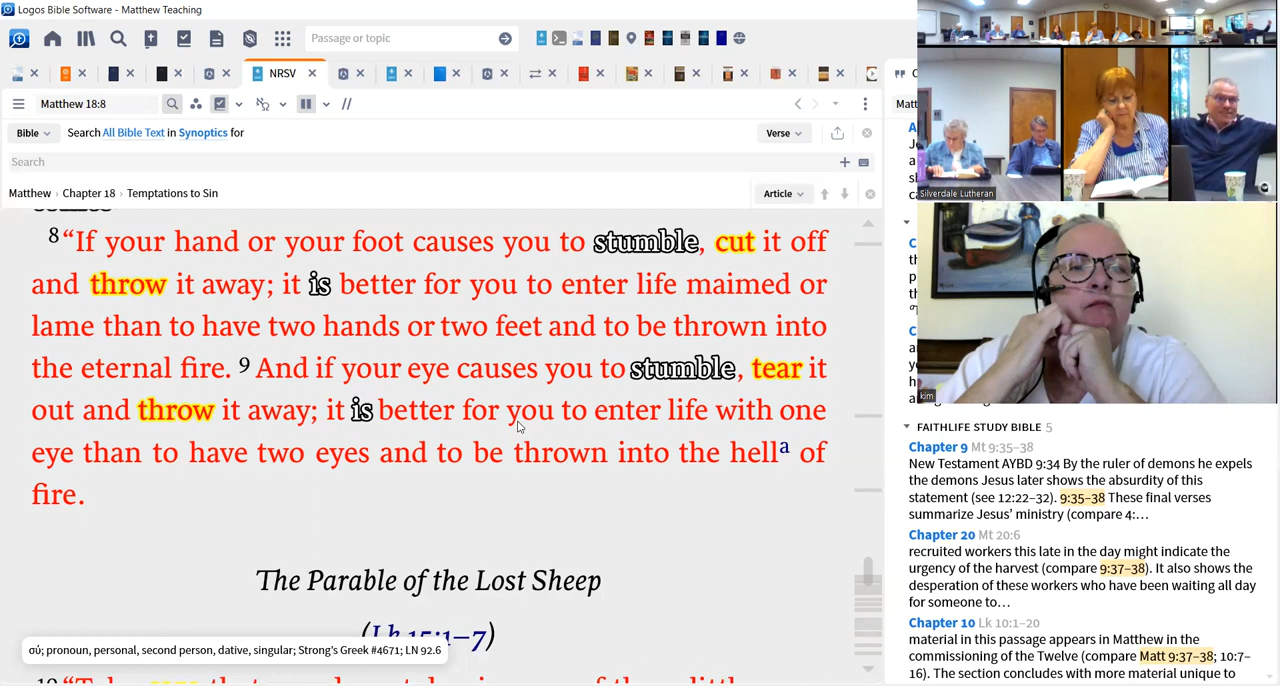 Logos Bible Software - Matthew Teaching
Passage or topic
NRSV
Matthew 18:8
Bible
Search All Bible Text in Synoptics for
Verse
Search
Matthew › Chapter 18 › Temptations to Sin
Article
8 “If your hand or your foot causes you to stumble, cut it off
and throw it away; it is better for you to enter life maimed or
lame than to have two hands or two feet and to be thrown into
the eternal fire. 9 And if your eye causes you to stumble, tear it
out and throw it away; it is better for you to enter life with one
eye than to have two eyes and to be thrown into the hell a of
fire.
The Parable of the Lost Sheep
(Lk 15:1–7)
σύ; pronoun, personal, second person, dative, singular; Strong’s Greek #4671; LN 92.6
Silverdale Lutheran
kim
Matt
FAITHLIFE STUDY BIBLE 5
Chapter 9 Mt 9:35–38
New Testament AYBD 9:34 By the ruler of demons he expels
the demons Jesus later shows the absurdity of this
statement (see 12:22–32). 9:35–38 These final verses
summarize Jesus’ ministry (compare 4:…
Chapter 20 Mt 20:6
recruited workers this late in the day might indicate the
urgency of the harvest (compare 9:37–38). It also shows the
desperation of these workers who have been waiting all day
for someone to…
Chapter 10 Lk 10:1–20
material in this passage appears in Matthew in the
commissioning of the Twelve (compare Matt 9:37–38; 10:7–
16). The section concludes with more material unique to